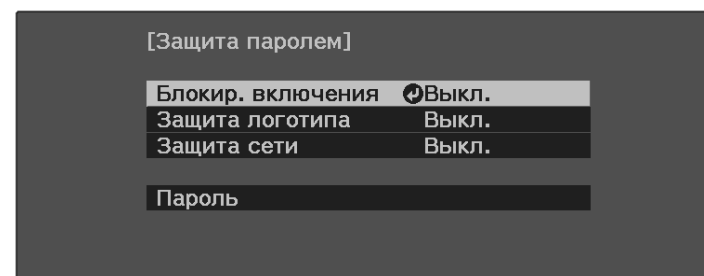 [Защита паролем]
Блокир. включения Выкл.
Защита логотипа Выкл.
Защита сети Выкл.
Пароль